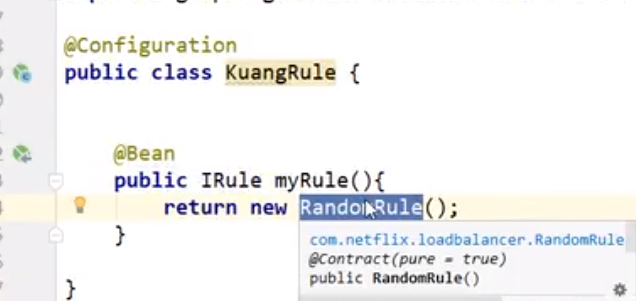 @Configuration
public class KuangRule {
@Bean
public IRule myRule(){
return new RandomRule();
}
com.netflix.loadbalancer.RandomRule
@Contract(pure = true)
public RandomRule()
}